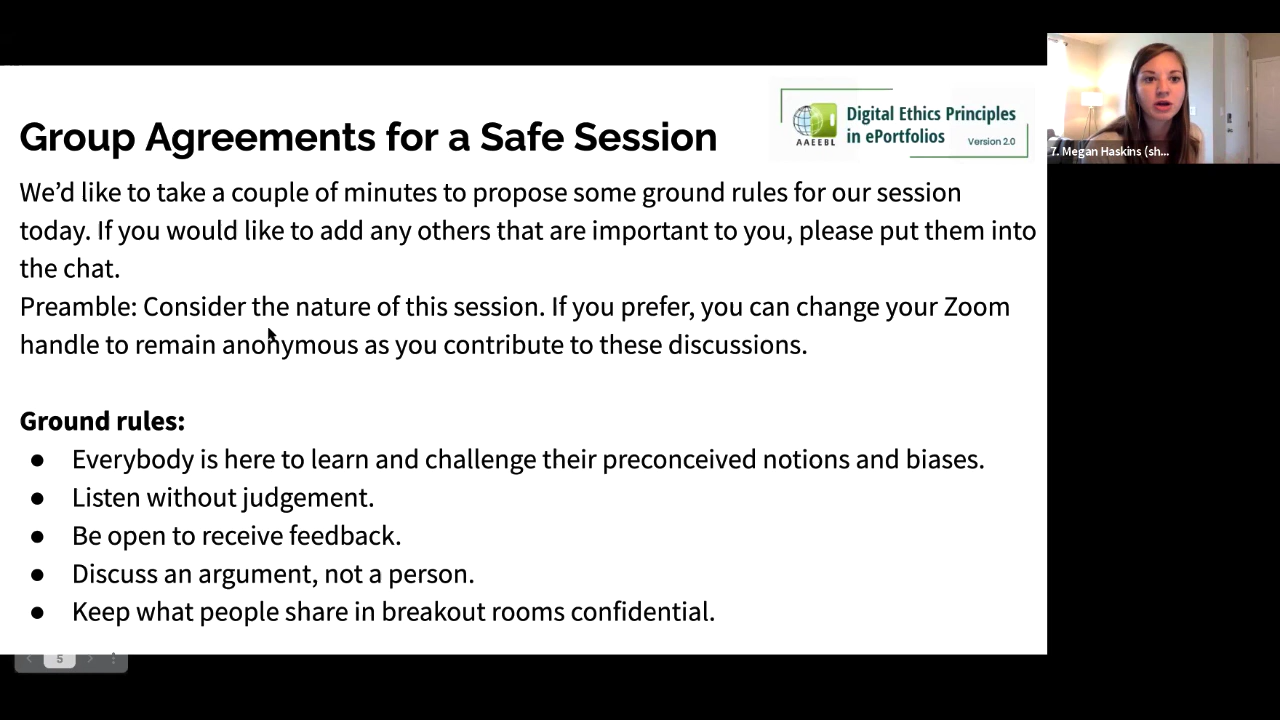 Group Agreements for a Safe Session
AAEEBL
Digital Ethics Principles
in ePortfolios
Version 2.0
We'd like to take a couple of minutes to propose some ground rules for our session
today. If you would like to add any others that are important to you, please put them into
the chat.
Preamble: Consider the nature of this session. If you prefer, you can change your Zoom
handle to remain anonymous as you contribute to these discussions.
Ground rules:
● Everybody is here to learn and challenge their preconceived notions and biases.
● Listen without judgement.
● Be open to receive feedback.
● Discuss an argument, not a person.
● Keep what people share in breakout rooms confidential.
5
7. Megan Haskins (sh...